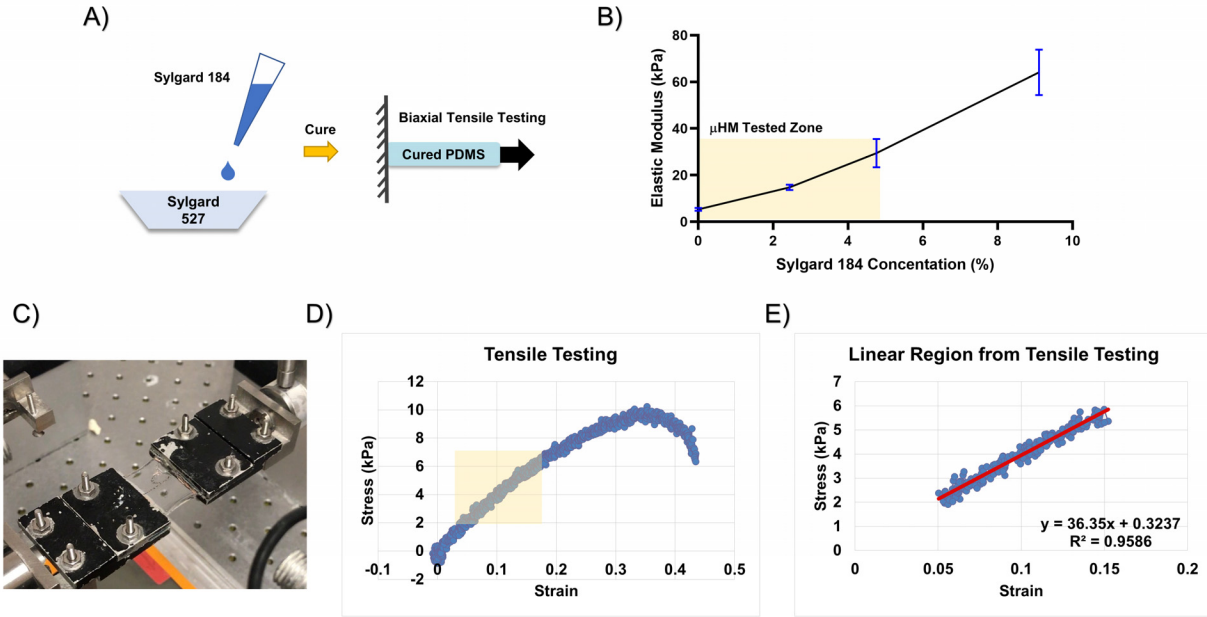 A)
Sylgard 184
Cure
Biaxial Tensile Testing
Cured PDMS
Sylgard
527
B)
Elastic Modulus (kPa)
80
60
40
20
0
μHM Tested Zone
0 2 4 6 8 10
Sylgard 184 Concentation (%)
C)
D)
Tensile Testing
Stress (kPa)
12
10
8
6
4
2
0
-2
-0.1 0 0.1 0.2 0.3 0.4 0.5
Strain
E)
Linear Region from Tensile Testing
Stress (kPa)
7
6
5
4
3
2
1
0
y = 36.35x + 0.3237
R² = 0.9586
0 0.05 0.1 0.15 0.2
Strain